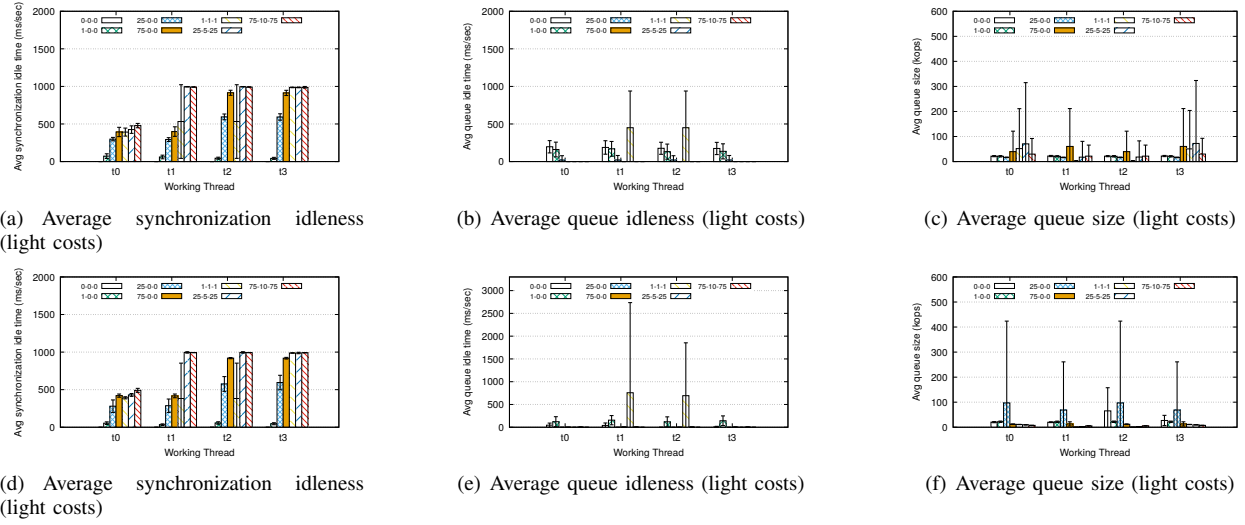 2000
1500
1000
500
0
Avg synchronization idle time (ms/sec)
0-0-0 25-0-0 1-1-1 75-10-75
1-0-0 75-0-0 25-5-25
t0 t1 t2 t3
Working Thread
(a) Average synchronization idleness
(light costs)
2000
1500
1000
500
0
Avg queue idle time (ms/sec)
0-0-0 25-0-0 1-1-1 75-10-75
1-0-0 75-0-0 25-5-25
t0 t1 t2 t3
Working Thread
(b) Average queue idleness (light costs)
600
500
400
300
200
100
0
Avg queue size (kops)
0-0-0 25-0-0 1-1-1 75-10-75
1-0-0 75-0-0 25-5-25
t0 t1 t2 t3
Working Thread
(c) Average queue size (light costs)
2000
1500
1000
500
0
Avg synchronization idle time (ms/sec)
0-0-0 25-0-0 1-1-1 75-10-75
1-0-0 75-0-0 25-5-25
t0 t1 t2 t3
Working Thread
(d) Average synchronization idleness
(light costs)
3000
2500
2000
1500
1000
500
0
Avg queue idle time (ms/sec)
0-0-0 25-0-0 1-1-1 75-10-75
1-0-0 75-0-0 25-5-25
t0 t1 t2 t3
Working Thread
(e) Average queue idleness (light costs)
600
500
400
300
200
100
0
Avg queue size (kops)
0-0-0 25-0-0 1-1-1 75-10-75
1-0-0 75-0-0 25-5-25
t0 t1 t2 t3
Working Thread
(f) Average queue size (light costs)